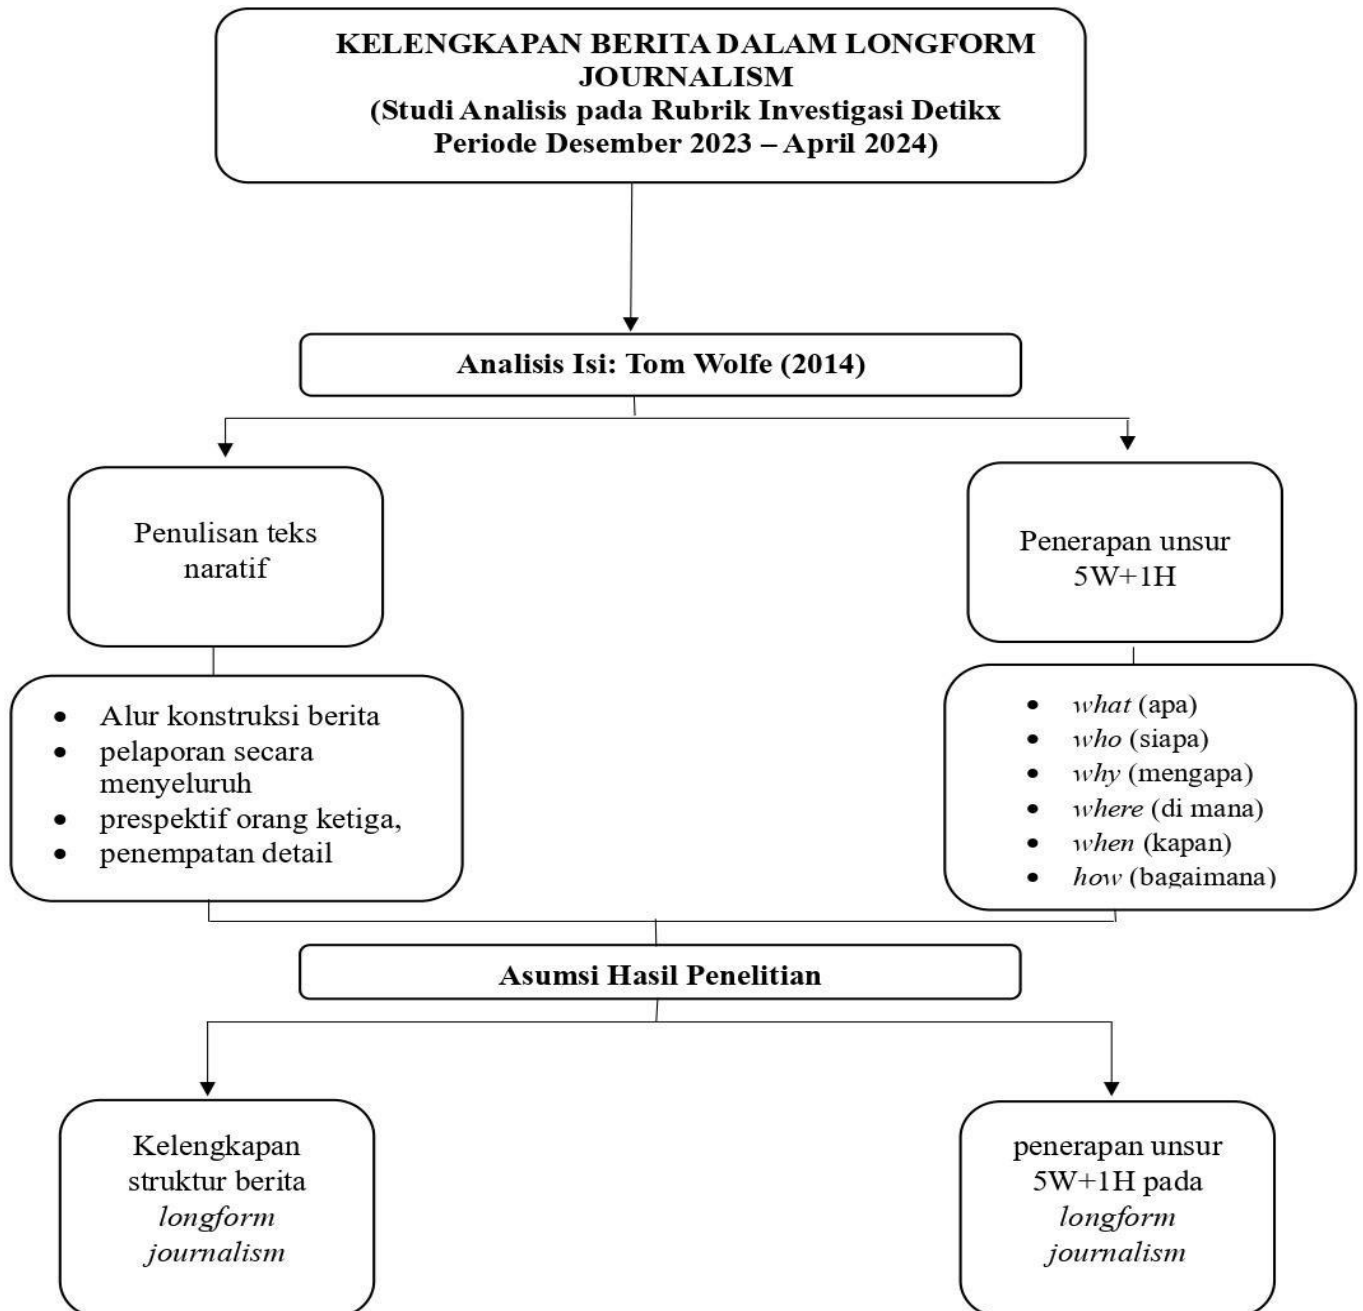 KELENGKAPAN BERITA DALAM LONGFORM
JOURNALISM
(Studi Analisis pada Rubrik Investigasi Detikx
Periode Desember 2023 – April 2024)
Analisis Isi: Tom Wolfe (2014)
Penulisan teks
naratif
Penerapan unsur
5W+1H
• Alur konstruksi berita
• pelaporan secara
menyeluruh
• prespektif orang ketiga,
• penempatan detail
• what (apa)
• who (siapa)
• why (mengapa)
• where (di mana)
• when (kapan)
• how (bagaimana)
Asumsi Hasil Penelitian
Kelengkapan
struktur berita
longform
journalism
penerapan unsur
5W+1H pada
longform
journalism